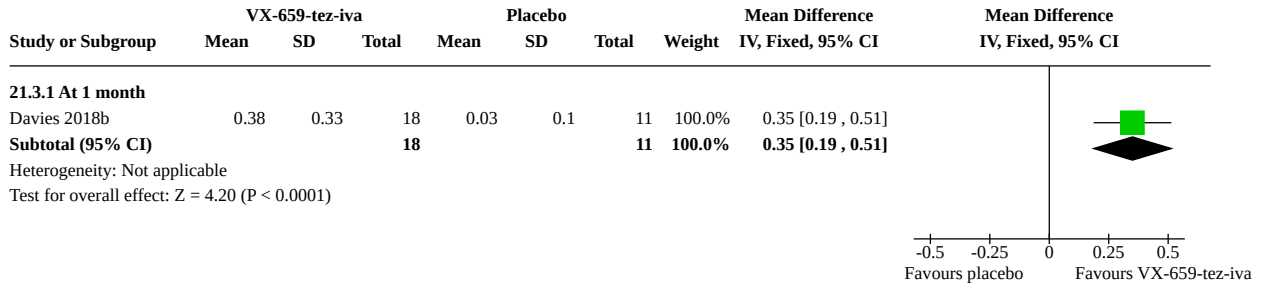 VX-659-tez-iva Placebo Mean Difference Mean Difference
Study or Subgroup Mean SD Total Mean SD Total Weight IV, Fixed, 95% CI IV, Fixed, 95% CI
21.3.1 At 1 month
Davies 2018b 0.38 0.33 18 0.03 0.1 11 100.0% 0.35 [0.19 , 0.51]
Subtotal (95% CI) 18 11 100.0% 0.35 [0.19 , 0.51]
Heterogeneity: Not applicable
Test for overall effect: Z = 4.20 (P < 0.0001)
-0.5 -0.25 0 0.25 0.5
Favours placebo Favours VX-659-tez-iva